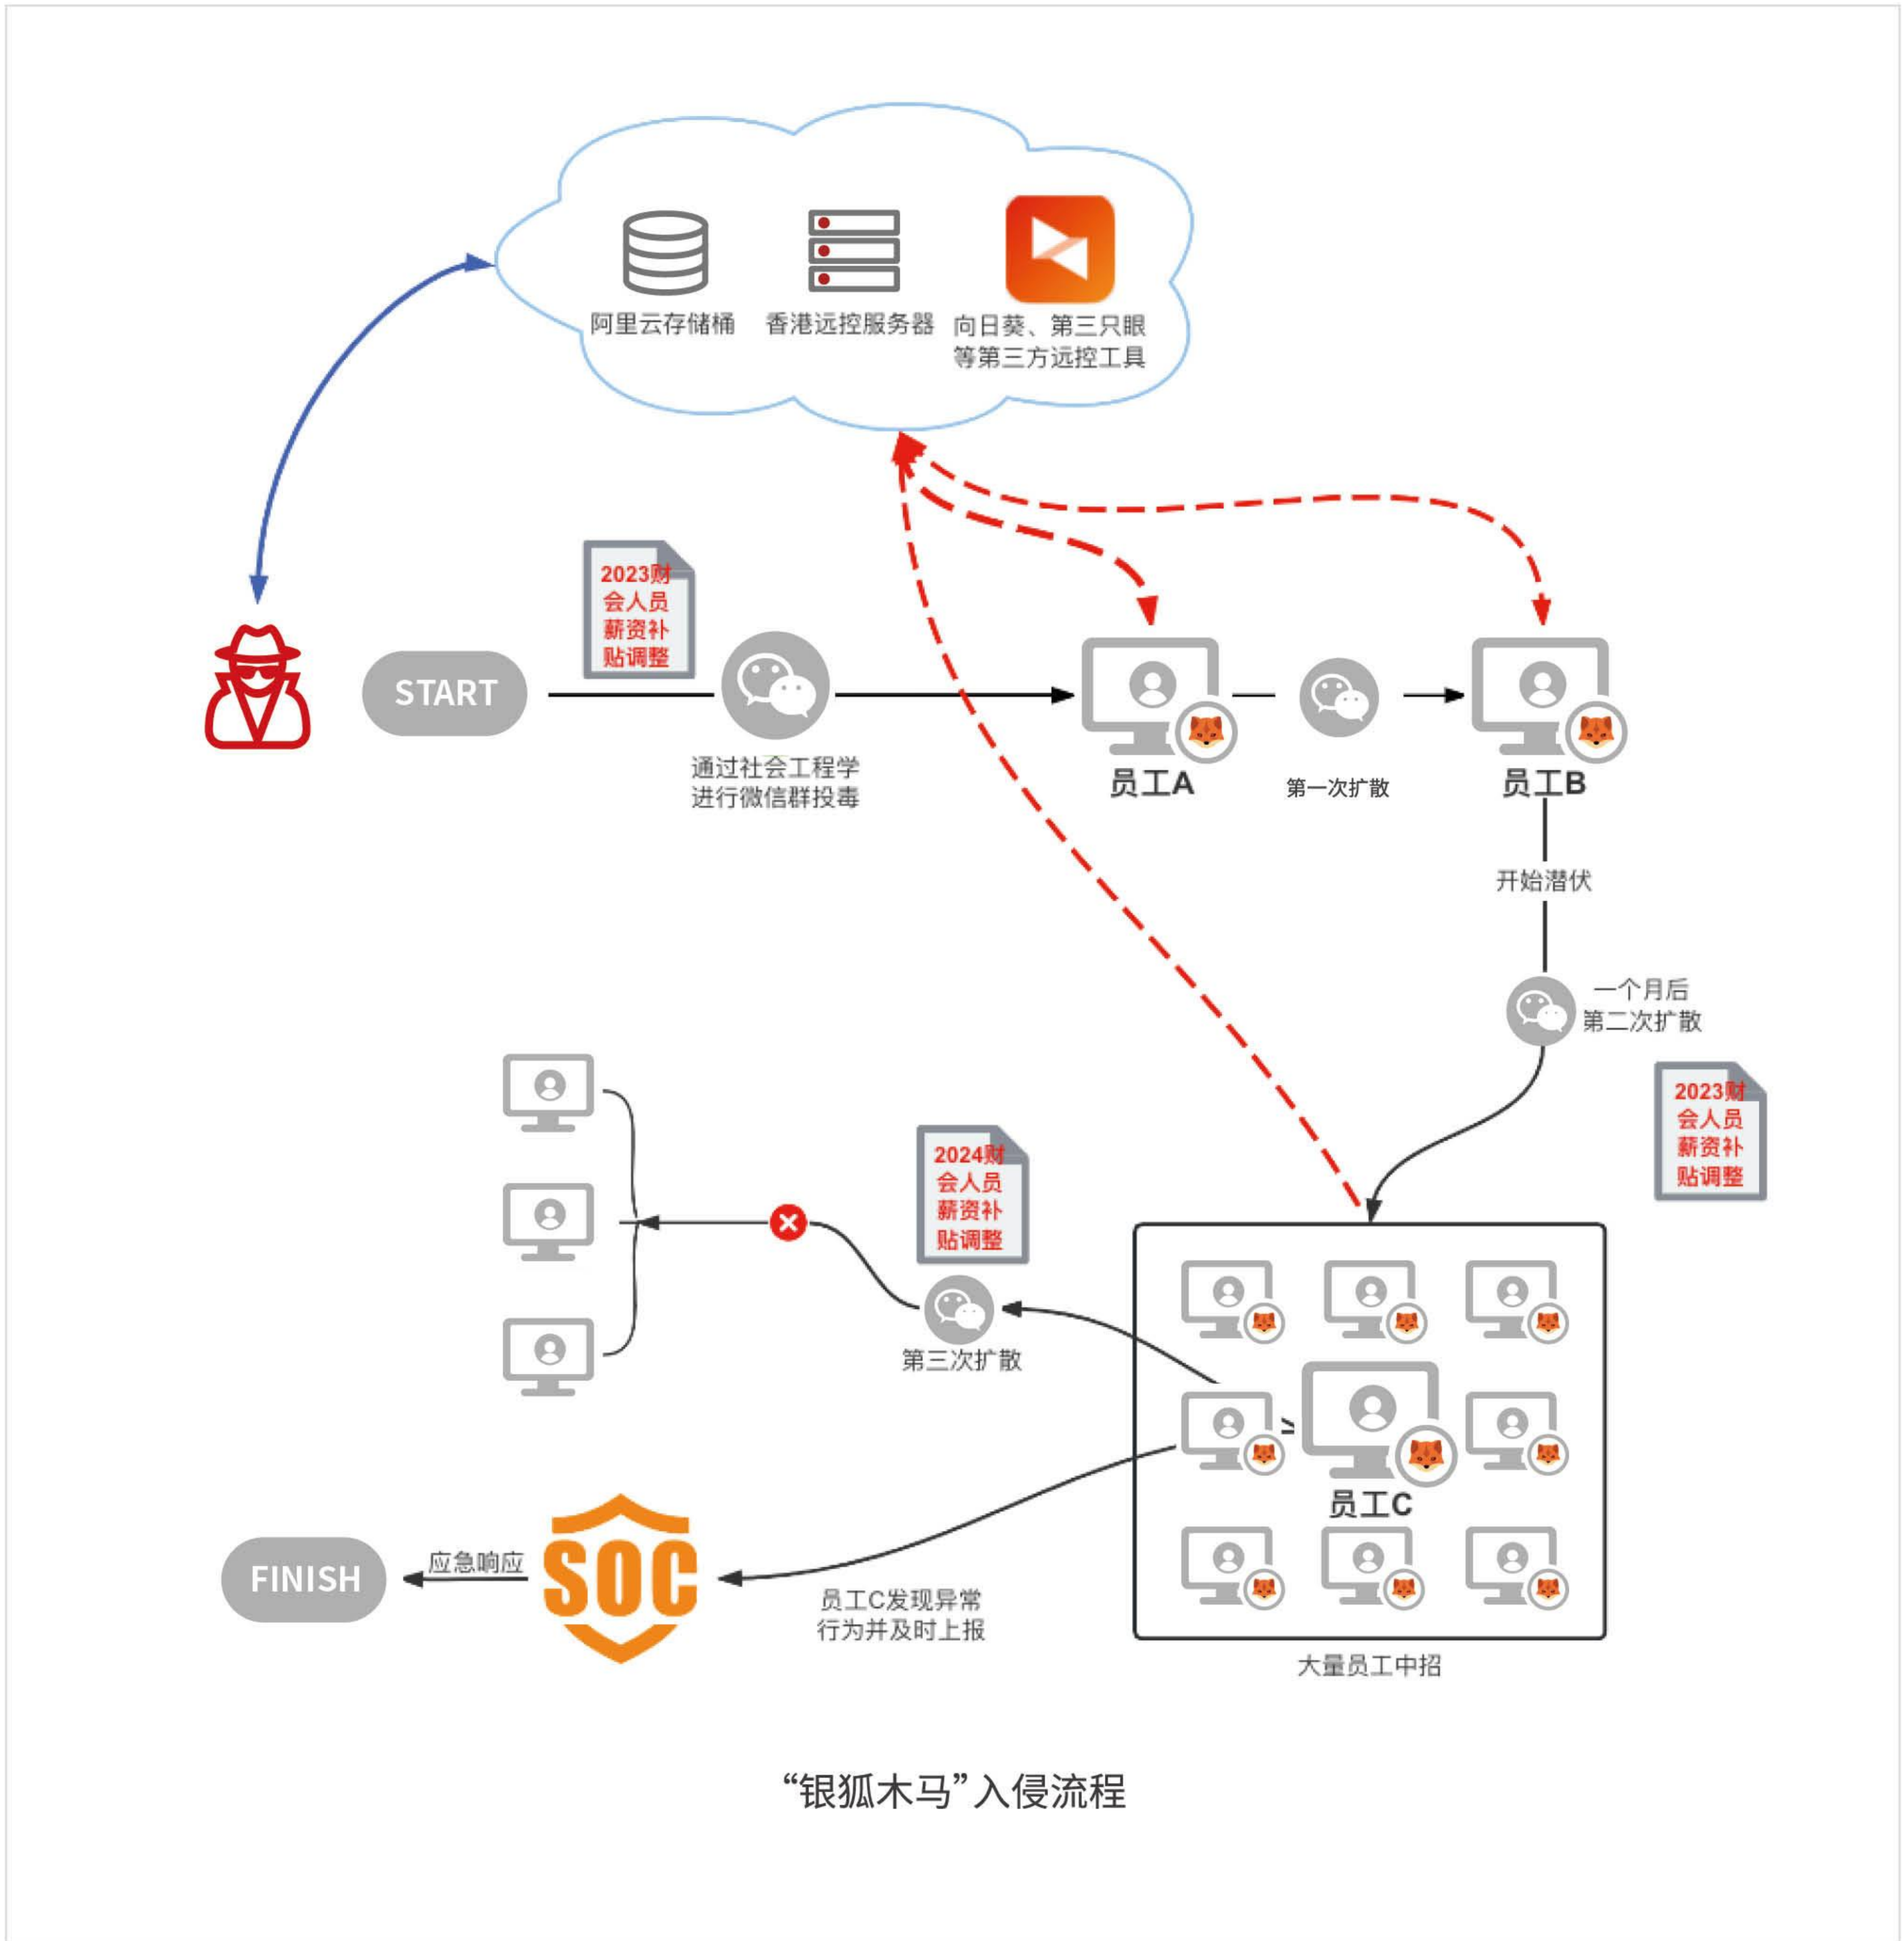 阿里云存储桶
香港远控服务器
向日葵、第三只眼
等第三方远控工具
2023财
会人员
薪资补
贴调整
START
通过社会工程学
进行微信群投毒
员工A
第一次扩散
员工B
开始潜伏
一个月后
第二次扩散
2023财
会人员
薪资补
贴调整
2024财
会人员
薪资补
贴调整
第三次扩散
员工C
大量员工中招
员工C发现异常
行为并及时上报
SOC
应急响应
FINISH
“银狐木马”入侵流程